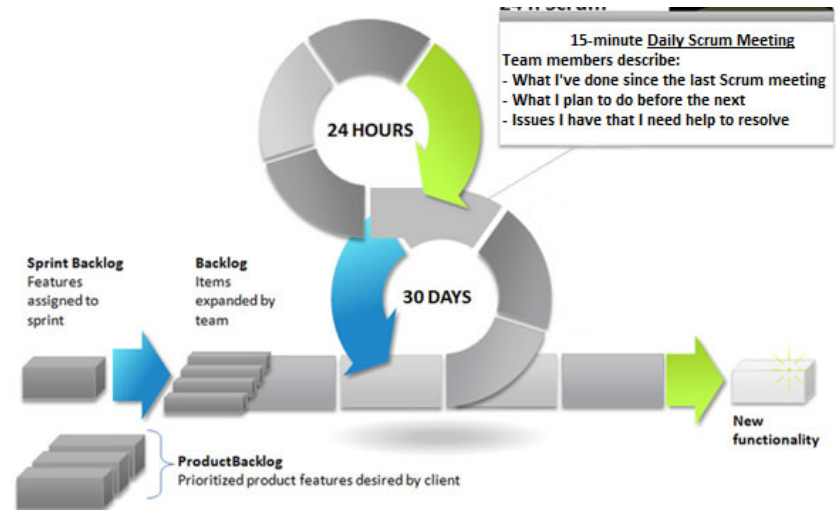 15-minute Daily Scrum Meeting
Team members describe:
- What I've done since the last Scrum meeting
- What I plan to do before the next
- Issues I have that I need help to resolve
24 HOURS
30 DAYS
Sprint Backlog
Features
assigned to
sprint
Backlog
Items
expanded by
team
New
functionality
ProductBacklog
Prioritized product features desired by client